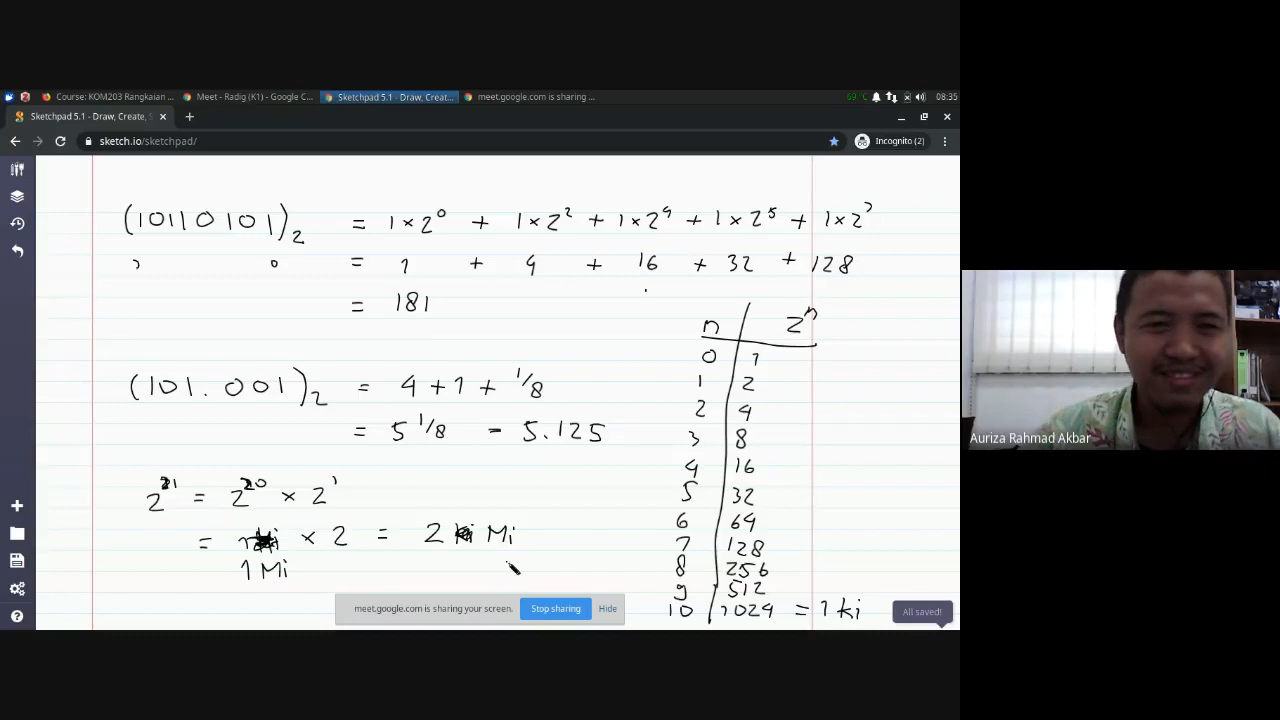 Course: KOM203 Rangkaian ...
Meet - Radig (K1) - Google C...
Sketchpad 5.1 - Draw, Creat...
meet.google.com is sharing ...
69 °C
08:35
Sketchpad 5.1 - Draw, Create, S
sketch.io/sketchpad/
Incognito (2)
(10110101)₂ = 1×2⁰ + 1×2² + 1×2⁴ + 1×2⁵ + 1×2⁷
= 1 + 4 + 16 + 32 + 128
= 181
(101.001)₂ = 4 + 1 + 1/8
= 5 1/8 = 5.125
2²¹ = 2²⁰ × 2¹
= 1 Mi × 2 = 2 Mi
n 2ⁿ
0 1
1 2
2 4
3 8
4 16
5 32
6 64
7 128
8 256
9 512
10 1024 = 1 ki
meet.google.com is sharing your screen.
Stop sharing
Hide
All saved!
Auriza Rahmad Akbar